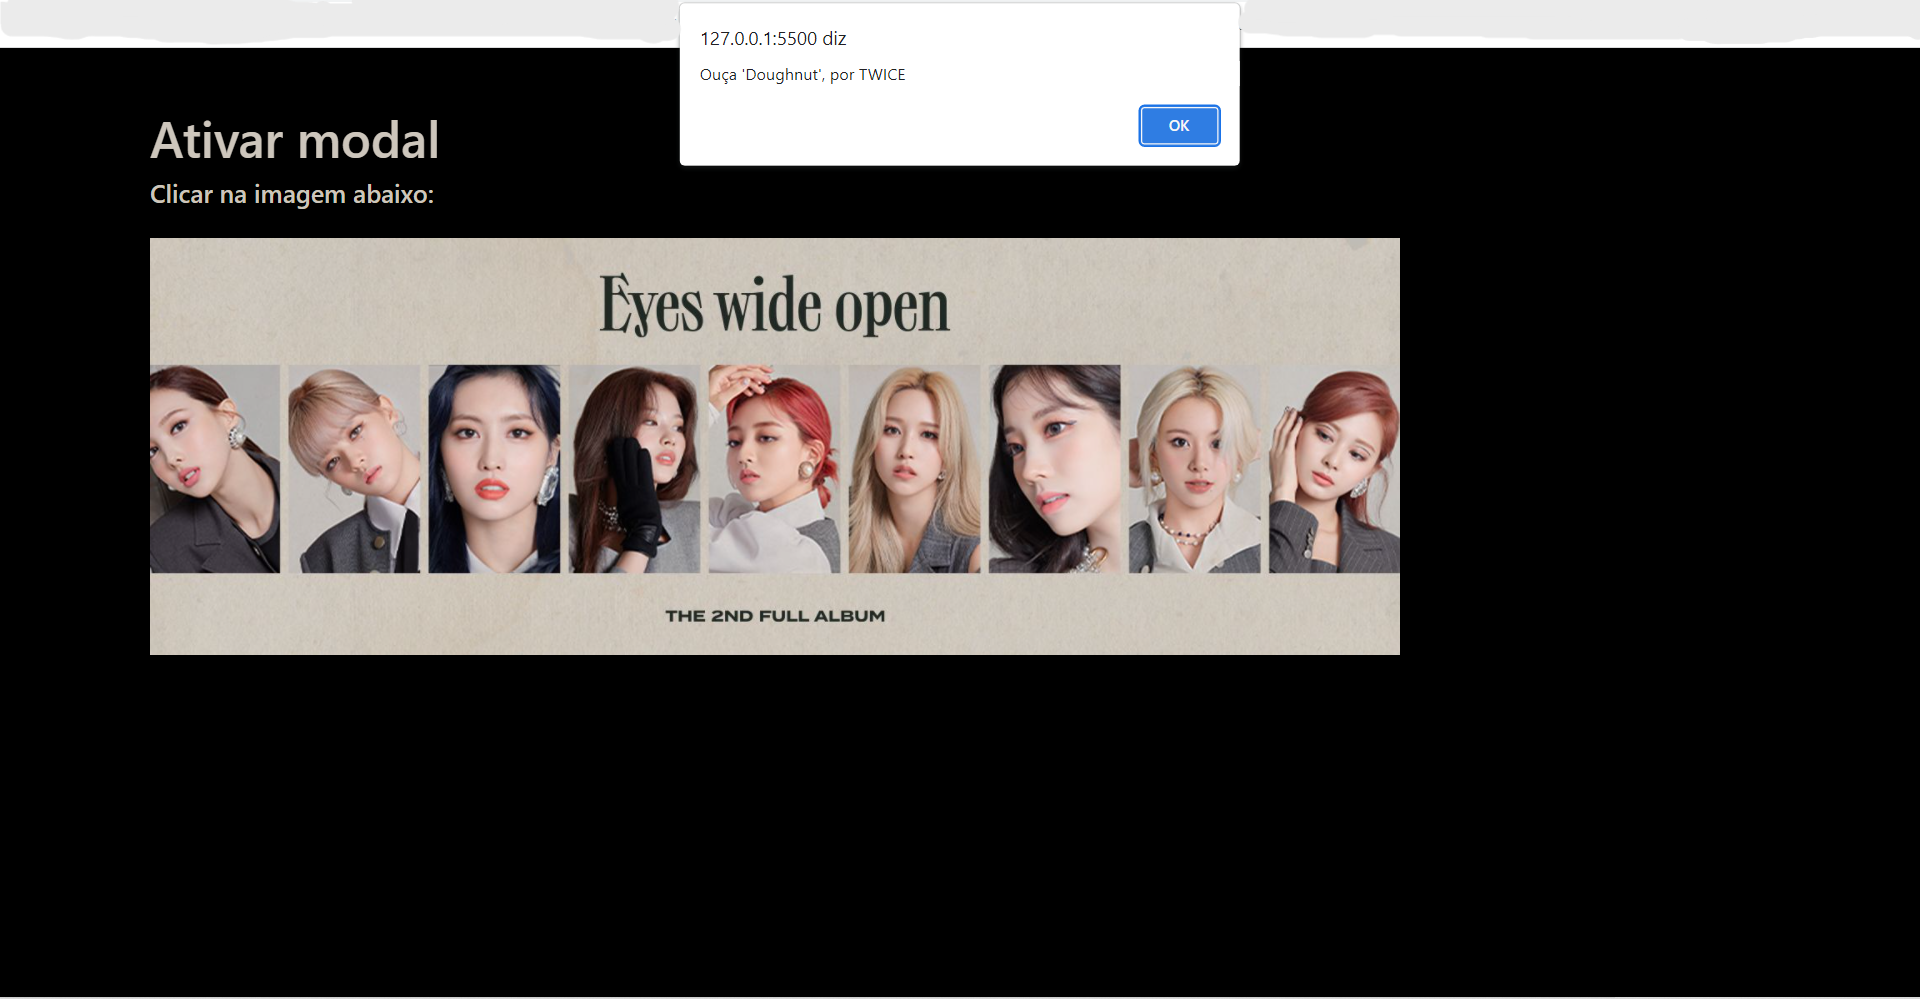 127.0.0.1:5500 diz
Ouça 'Doughnut', por TWICE
OK
Ativar modal
Clicar na imagem abaixo:
Eyes wide open
THE 2ND FULL ALBUM